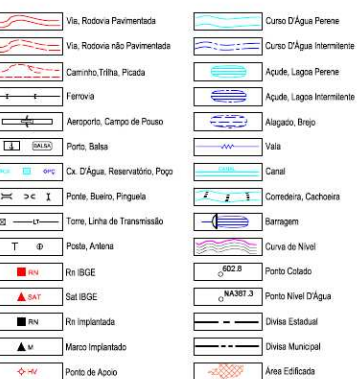 Via, Rodovia Pavimentada
Via, Rodovia não Pavimentada
Caminho,Trilha, Picada
Ferrovia
Aeroporto, Campo de Pouso
BALSA Porto, Balsa
Cx. D'Água, Reservatório, Poço
Ponte, Bueiro, Pinguela
LT Torre, Linha de Transmissão
Poste, Antena
RN Rn IBGE
SAT Sat IBGE
RN Rn Implantada
M Marco Implantado
HV Ponto de Apoio
Curso D'Água Perene
Curso D'Água Intermitente
Açude, Lagoa Perene
Açude, Lagoa Intermitente
Alagado, Brejo
Vala
CANAL Canal
Corredeira, Cachoeira
Barragem
Curva de Nível
602.8 Ponto Cotado
NA387.3 Ponto Nível D'Água
Divisa Estadual
Divisa Municipal
Área Edificada